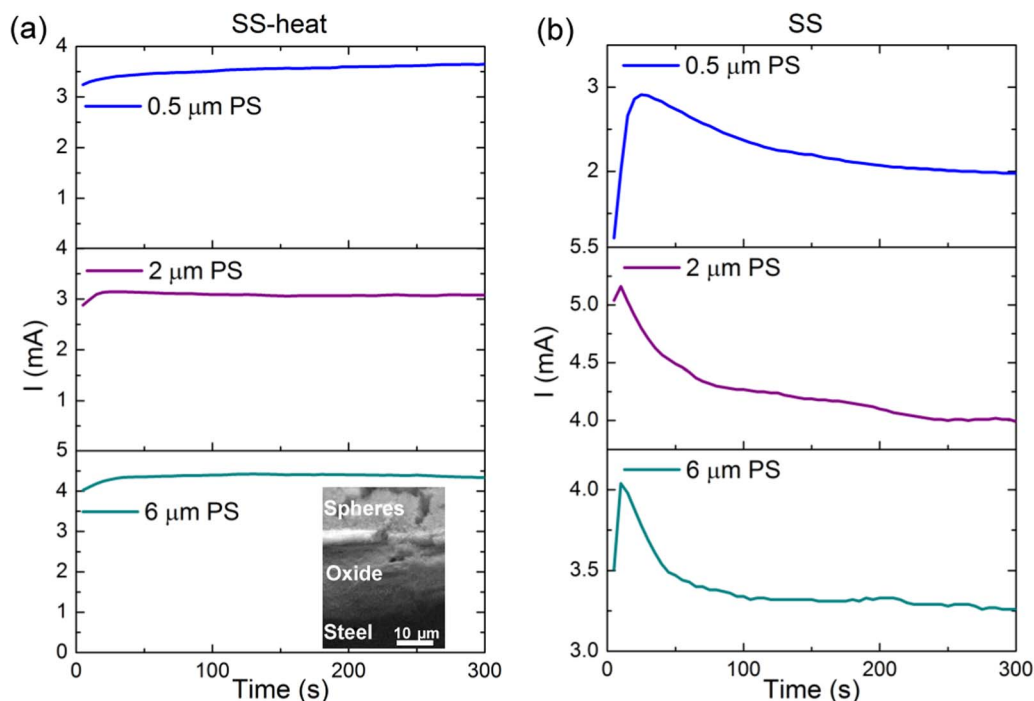 (a)
SS-heat
4
3
2
1
4
0.5 μm PS
3
2
1
5
2 μm PS
4
3
2
1
0
6 μm PS
Spheres
Oxide
Steel
10 μm
I (mA)
0
100
200
300
Time (s)
(b)
SS
3
2
5.5
0.5 μm PS
5.0
4.5
4.0
2 μm PS
4.0
3.5
3.0
6 μm PS
I (mA)
0
100
200
300
Time (s)